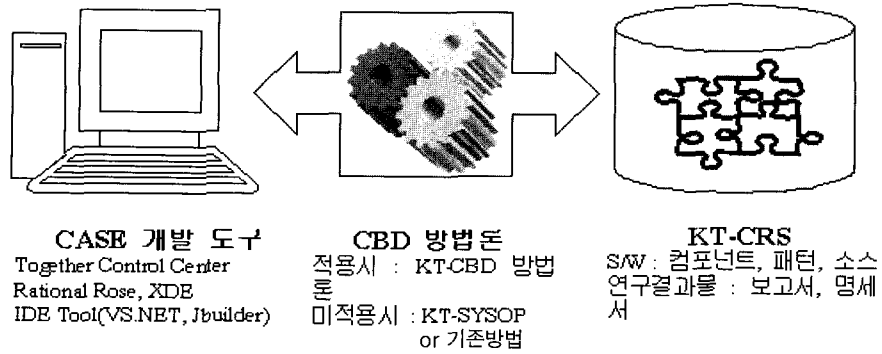 CASE 개발 도구
Together Control Center
Rational Rose, XDE
IDE Tool(VS.NET, Jbuilder)
CBD 방법론
적용시 : KT-CBD 방법
론
미적용시 : KT-SYSOP
or 기존방법
KT-CRS
S/W : 컴포넌트, 패턴, 소스
연구결과물 : 보고서, 명세
서